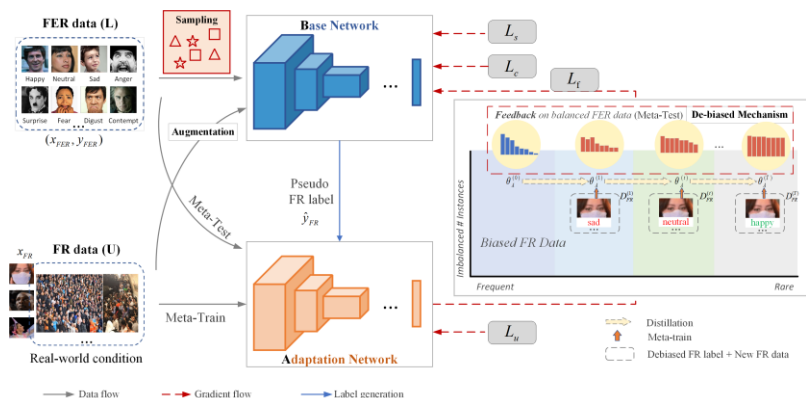 FER data (L)
Happy Neutral Sad Anger
Surprise Fear Digust Contempt
...
(x_FER, y_FER)
Sampling
Augmentation
Base Network
...
L_s
L_c
L_f
Feedback on balanced FER data (Meta-Test) De-biased Mechanism
...
Imbalanced # Instances
sad
...
neutral
...
happy
...
Biased FR Data
Frequent Rare
Pseudo
FR label
ŷ_FR
Meta-Test
FR data (U)
x_FR
...
Real-world condition
Meta-Train
...
Adaptation Network
L_u
Distillation
Meta-train
Debiased FR label + New FR data
Data flow Gradient flow Label generation